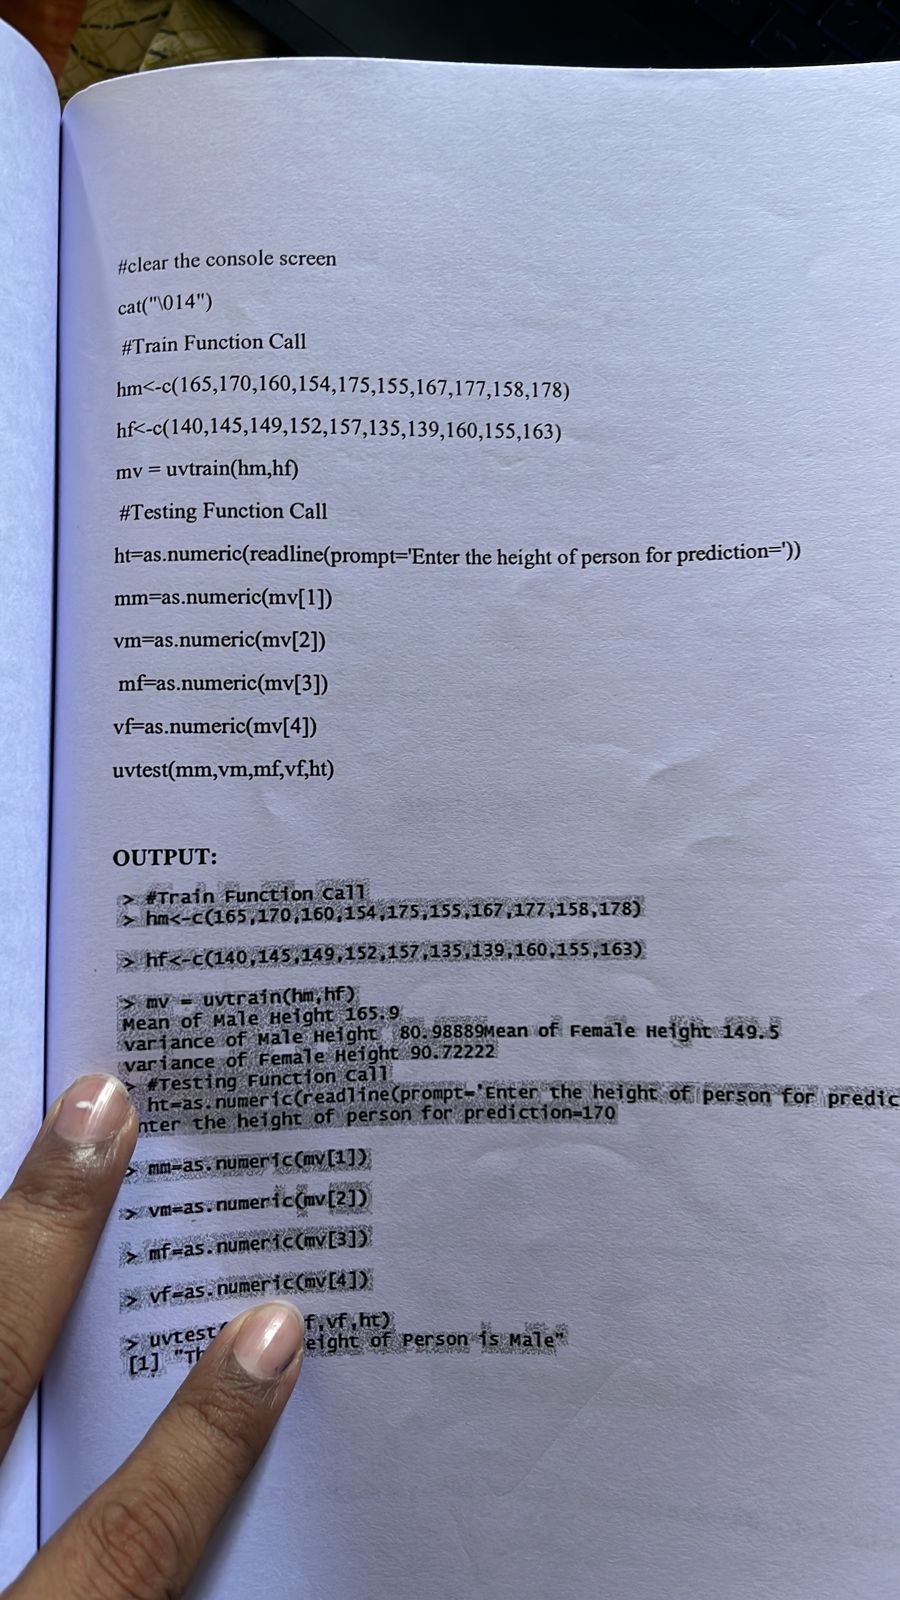 #clear the console screen
cat("\014")
#Train Function Call
hm<-c(165,170,160,154,175,155,167,177,158,178)
hf<-c(140,145,149,152,157,135,139,160,155,163)
mv = uvtrain(hm,hf)
#Testing Function Call
ht=as.numeric(readline(prompt='Enter the height of person for prediction='))
mm=as.numeric(mv[1])
vm=as.numeric(mv[2])
mf=as.numeric(mv[3])
vf=as.numeric(mv[4])
uvtest(mm,vm,mf,vf,ht)
OUTPUT:
> #Train Function Call
> hm<-c(165,170,160,154,175,155,167,177,158,178)
> hf<-c(140,145,149,152,157,135,139,160,155,163)
> mv = uvtrain(hm,hf)
Mean of Male Height 165.9
variance of Male Height 80.98889Mean of Female Height 149.5
variance of Female Height 90.72222
> #Testing Function Call
ht=as.numeric(readline(prompt='Enter the height of person for predic
nter the height of person for prediction=170
> mm=as.numeric(mv[1])
> vm=as.numeric(mv[2])
> mf=as.numeric(mv[3])
> vf=as.numeric(mv[4])
> uvtest( f,vf,ht)
[1] "Th eight of Person is Male"